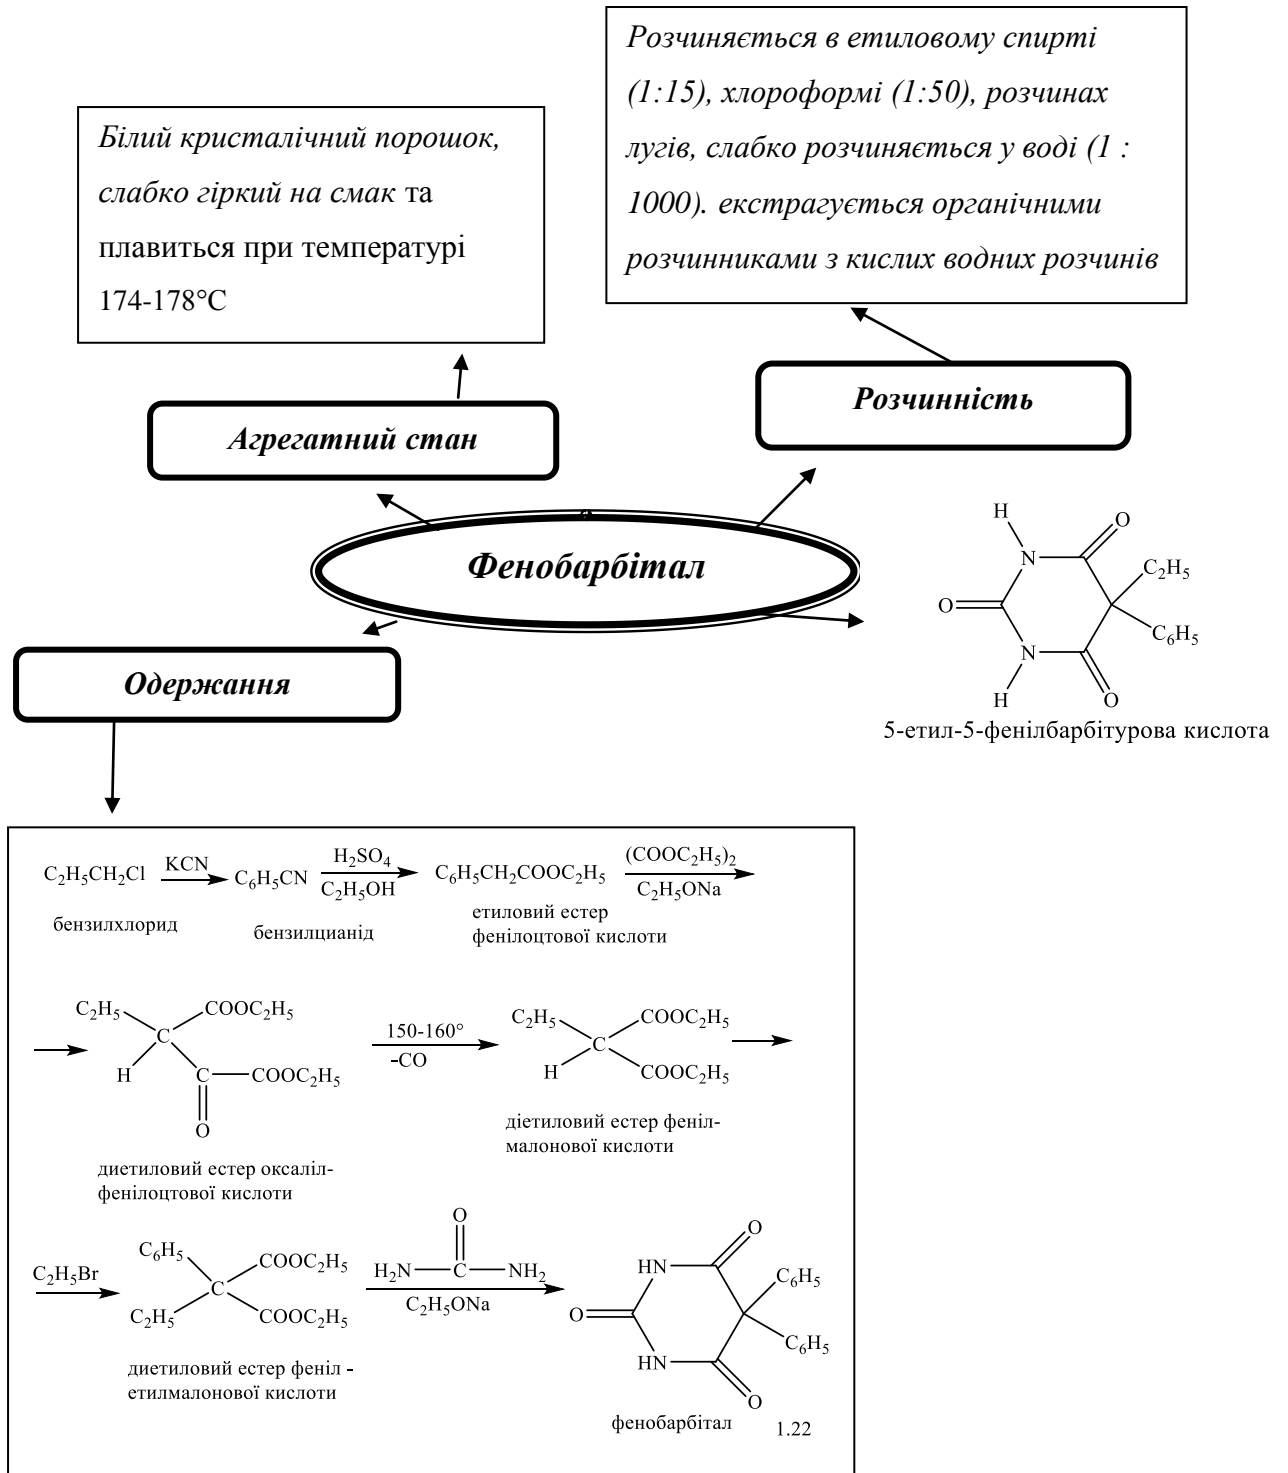 Розчиняється в етиловому спирті
(1:15), хлороформі (1:50), розчинах
лугів, слабко розчиняється у воді (1 :
1000). екстрагується органічними
розчинниками з кислих водних розчинів
Білий кристалічний порошок,
слабко гіркий на смак та
плавиться при температурі
174-178°C
Розчинність
Агрегатний стан
Фенобарбітал
H
N
O
C₂H₅
O
C₆H₅
N
H
O
5-етил-5-фенілбарбітурова кислота
Одержання
C₂H₅CH₂Cl
KCN
C₆H₅CN
H₂SO₄
C₂H₅OH
C₆H₅CH₂COOC₂H₅
(COOC₂H₅)₂
C₂H₅ONa
бензилхлорид
бензилцианід
етиловий естер
фенілоцтової кислоти
C₂H₅
COOC₂H₅
C
H
C
COOC₂H₅
O
150-160°
-CO
C₂H₅
COOC₂H₅
C
H
COOC₂H₅
диетиловий естер оксаліл-
фенілоцтової кислоти
діетиловий естер феніл-
малонової кислоти
C₂H₅Br
C₆H₅
COOC₂H₅
C
C₂H₅
COOC₂H₅
O
H₂N
C
NH₂
C₂H₅ONa
O
HN
C₆H₅
O
C₆H₅
HN
O
диетиловий естер феніл -
етилмалонової кислоти
фенобарбітал
1.22